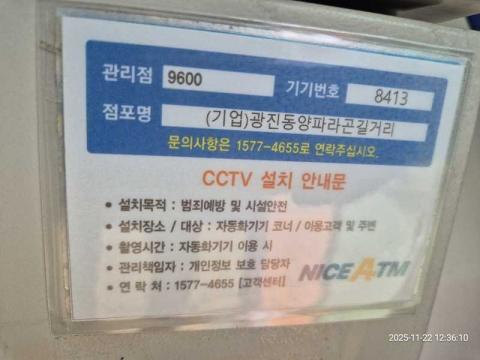 관리점 9600 기기번호 8413
점포명 (기업)광진동양파라곤길거리
문의사항은 1577-4655로 연락주십시오.
CCTV 설치 안내문
• 설치목적 : 범죄예방 및 시설안전
• 설치장소 / 대상 : 자동화기기 코너 / 이용고객 및 주변
• 촬영시간 : 자동화기기 이용 시
• 관리책임자 : 개인정보 보호 담당자
• 연 락 처 : 1577-4655 [고객센터]
NICE ATM
2025-11-22 12:36:10